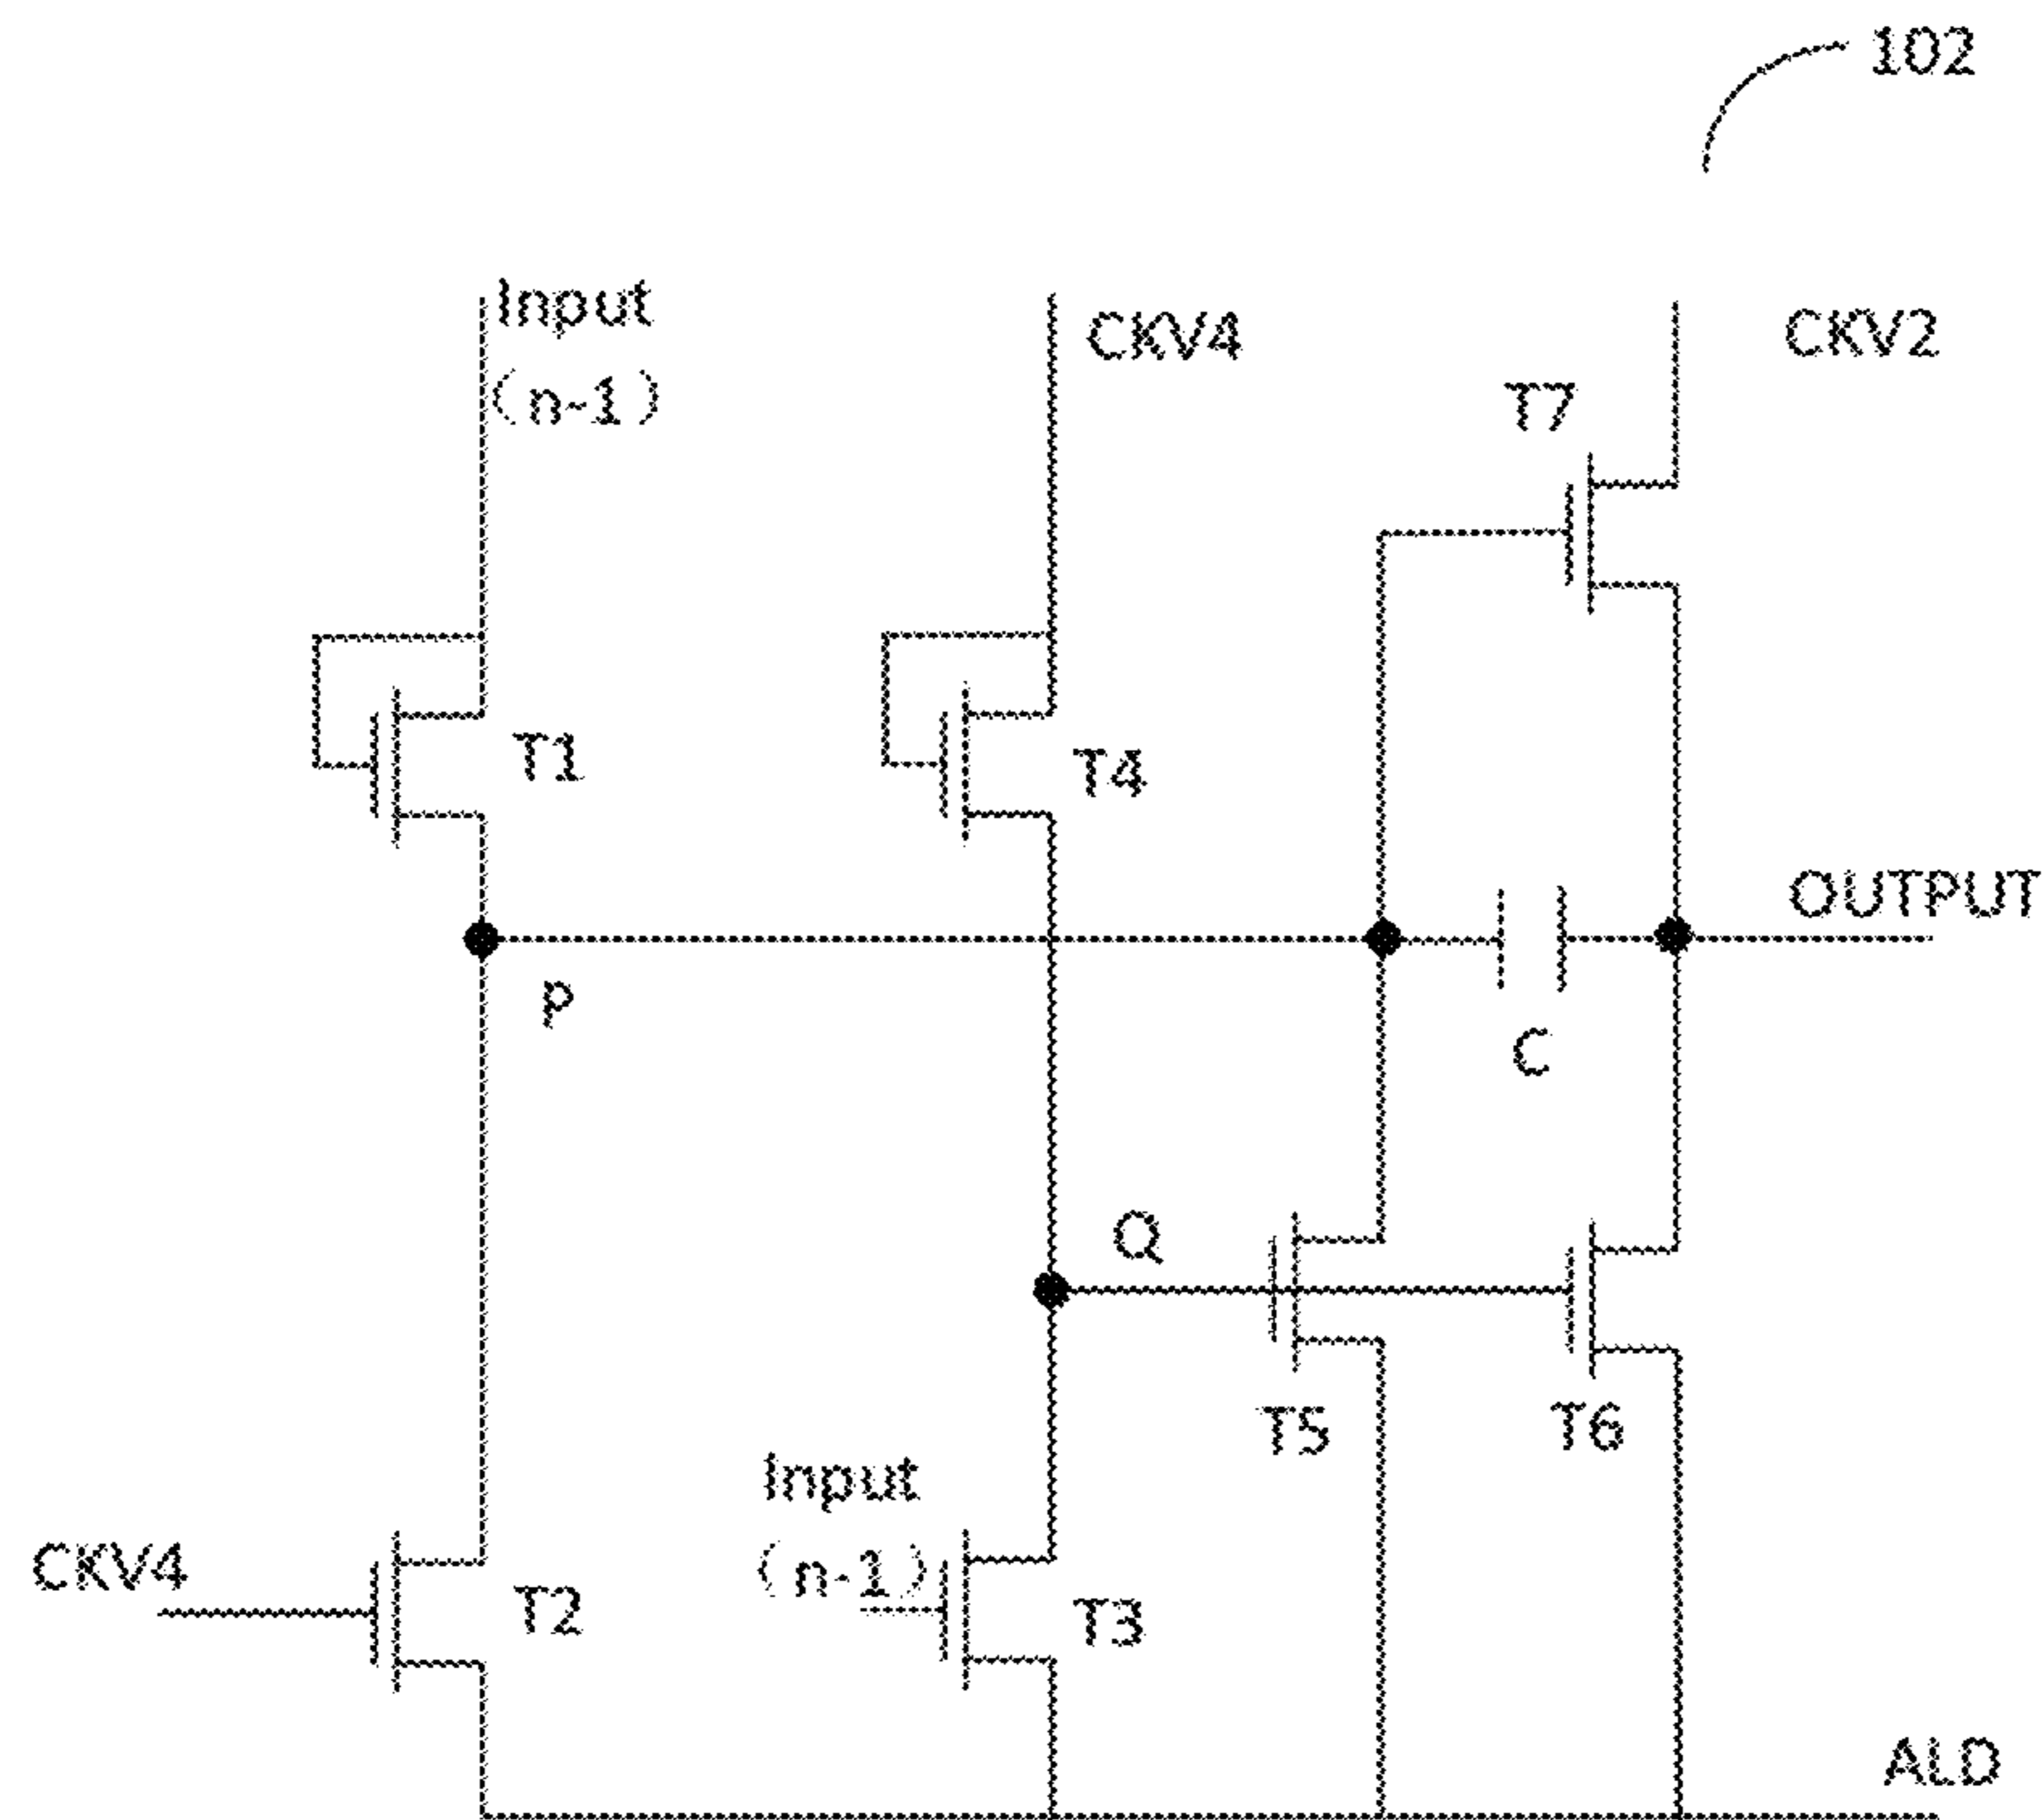 102
Input
(n-1)
CKV4
CKV2
T7
T1
T4
OUTPUT
P
C
Q
T5
T6
Input
(n-1)
CKV4
T2
T3
ALD